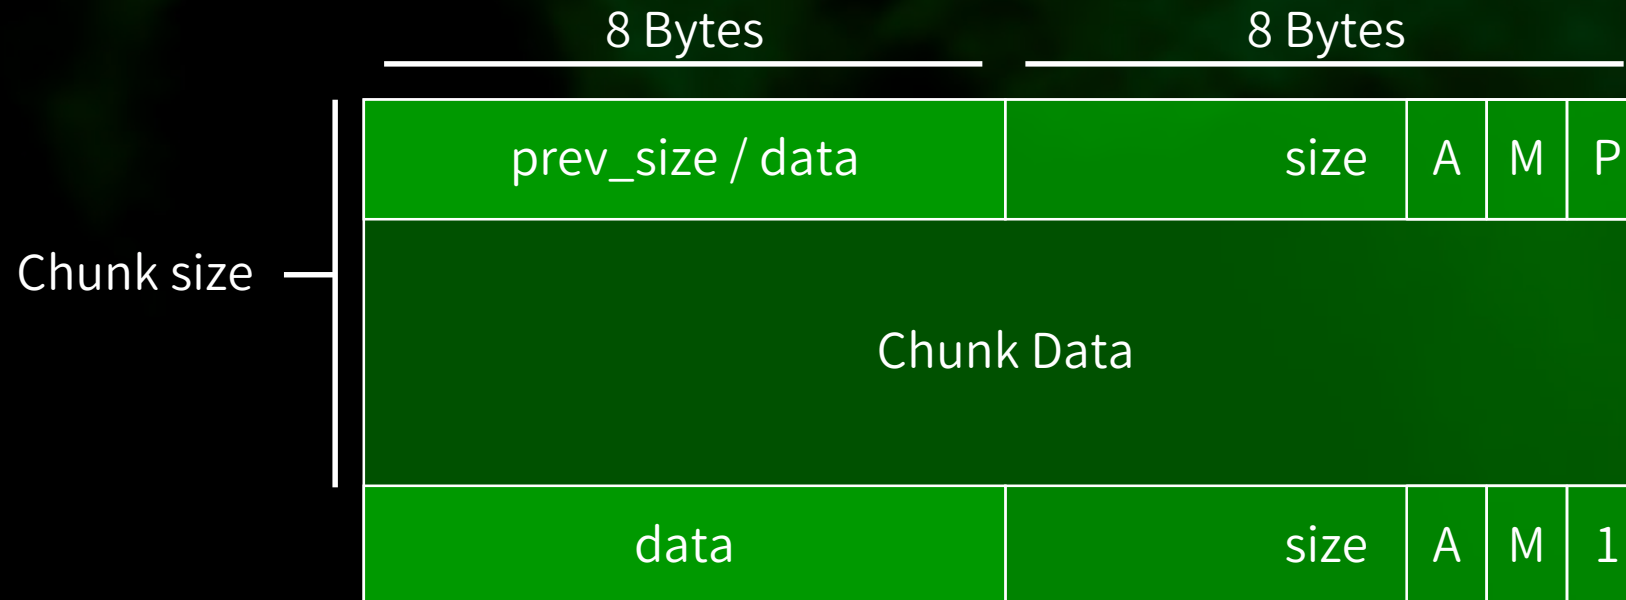 8 Bytes 8 Bytes
prev_size / data size A M P
Chunk size
Chunk Data
data size A M 1